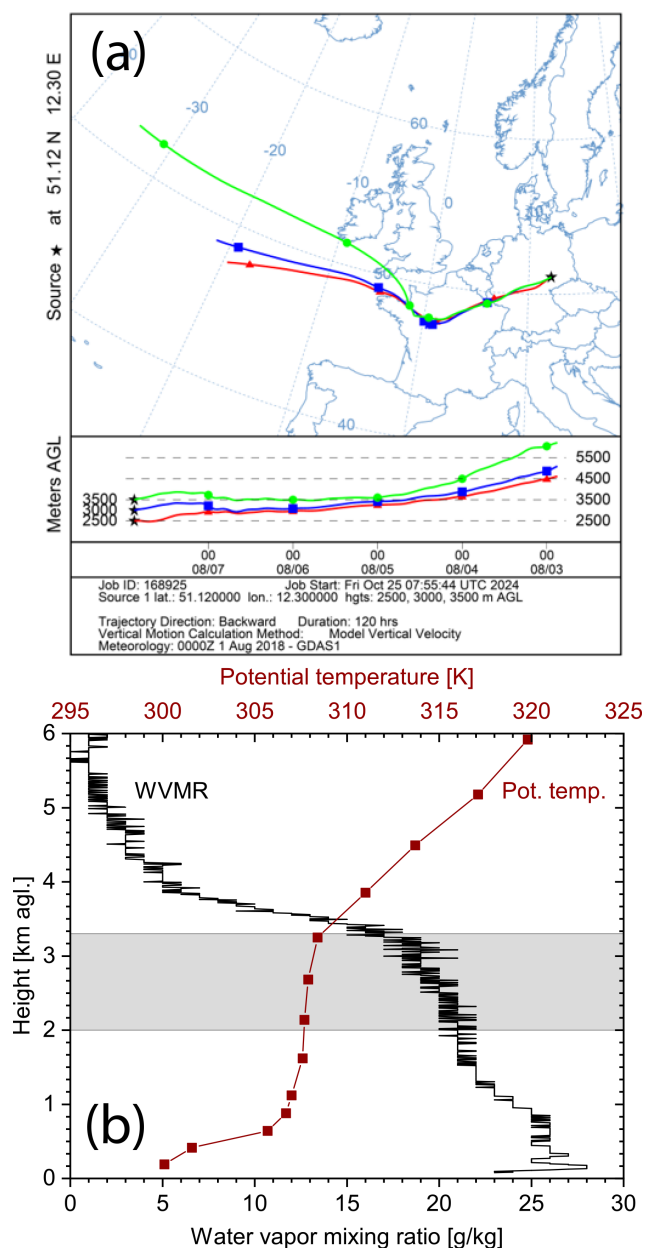 (a)
-30
-20
-10
0
60
50
40
Source ★ at 51.12 N 12.30 E
Meters AGL
5500
4500
3500 3500
3000
2500 2500
00 00 00 00 00
08/07 08/06 08/05 08/04 08/03
Job ID: 168925 Job Start: Fri Oct 25 07:55:44 UTC 2024
Source 1 lat.: 51.120000 lon.: 12.300000 hgts: 2500, 3000, 3500 m AGL
Trajectory Direction: Backward Duration: 120 hrs
Vertical Motion Calculation Method: Model Vertical Velocity
Meteorology: 0000Z 1 Aug 2018 - GDAS1
Potential temperature [K]
295 300 305 310 315 320 325
6
WVMR Pot. temp.
5
4
3
2
1
0
Height [km agl.]
(b)
0 5 10 15 20 25 30
Water vapor mixing ratio [g/kg]